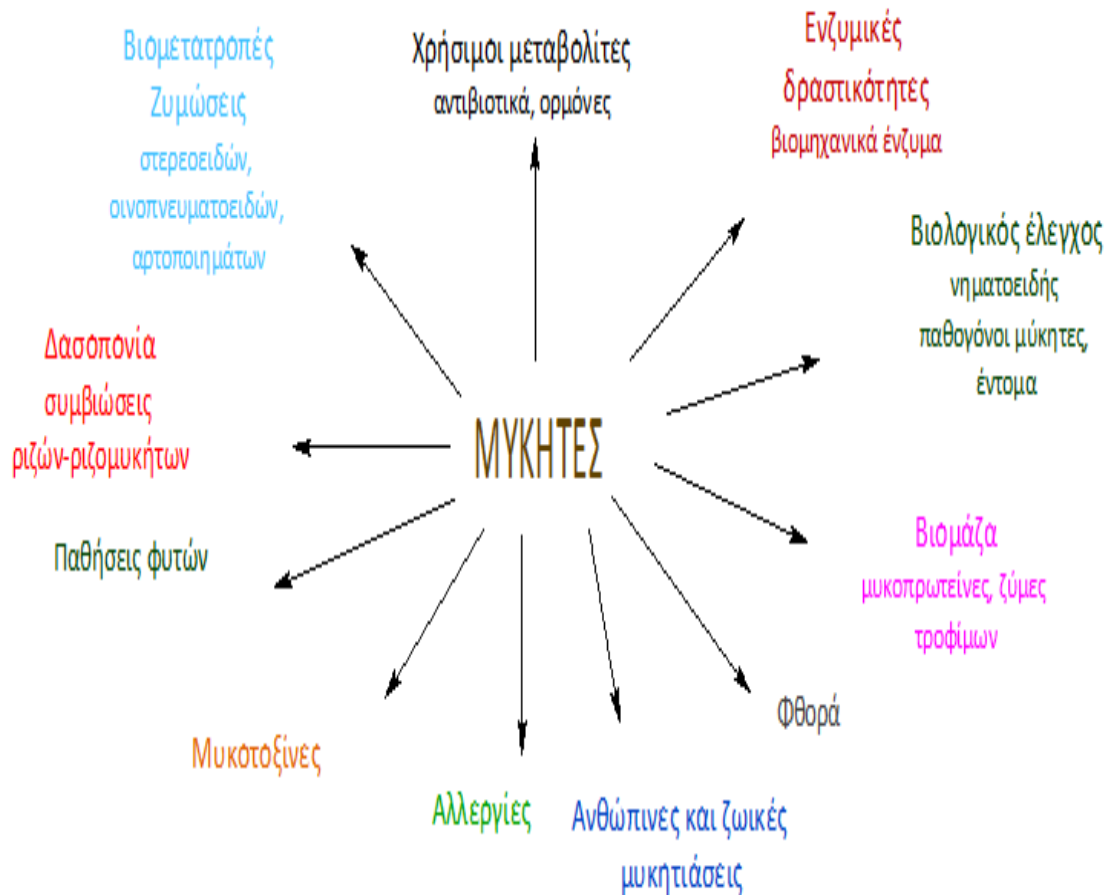 Βιομετατροπές
Ζυμώσεις
στερεοειδών,
οινοπνευματοειδών,
αρτοποιημάτων
Χρήσιμοι μεταβολίτες
αντιβιοτικά, ορμόνες
Ενζυμικές
δραστικότητες
βιομηχανικά ένζυμα
Βιολογικός έλεγχος
νηματοειδής
παθογόνοι μύκητες,
έντομα
Δασοπονία
συμβιώσεις
ριζών-ριζομυκήτων
ΜΥΚΗΤΕΣ
Παθήσεις φυτών
Βιομάζα
μυκοπρωτείνες, ζύμες
τροφίμων
Μυκοτοξίνες
Αλλεργίες
Ανθώπινες και ζωικές
μυκητιάσεις
Φθορά